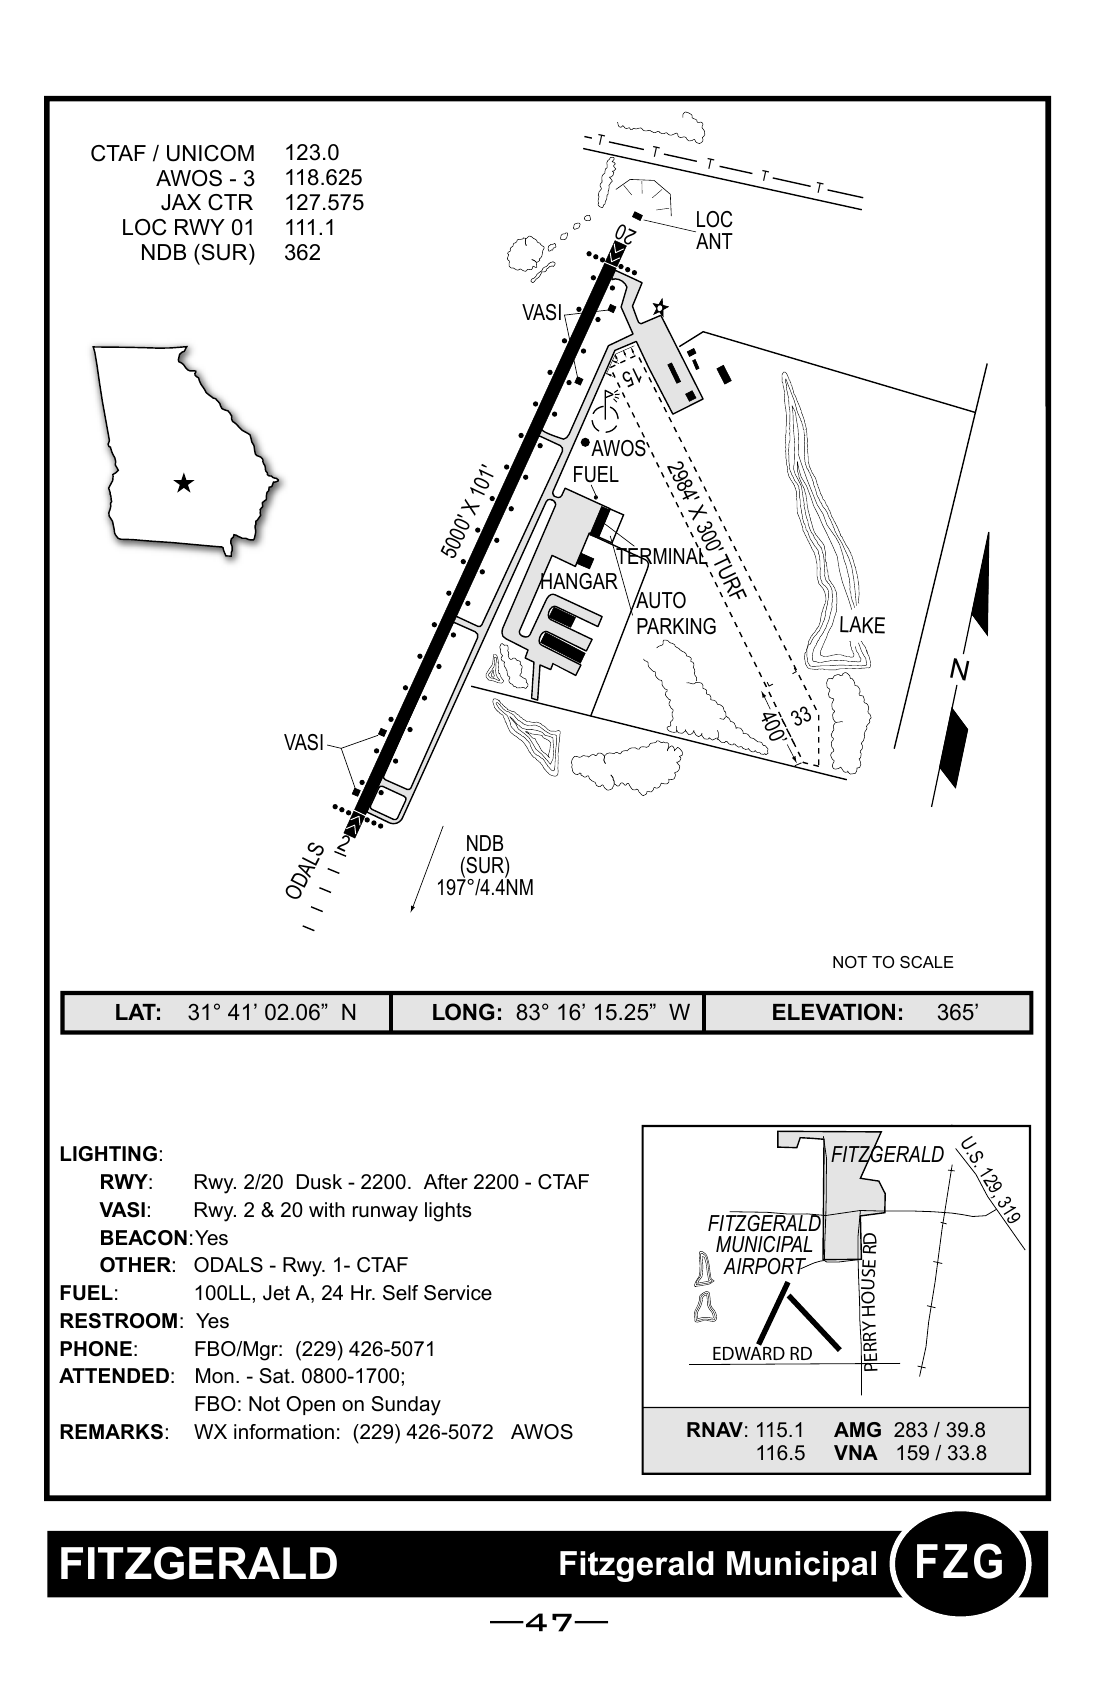 CTAF / UNICOM 123.0
AWOS - 3 118.625
JAX CTR 127.575
LOC RWY 01 111.1
NDB (SUR) 362
T T T T T
LOC
ANT
20
VASI
15
AWOS
FUEL
5000' X 101'
2984' X 300' TURF
TERMINAL
HANGAR
AUTO
PARKING
LAKE
N
33
400'
VASI
2
ODALS
NDB
(SUR)
197°/4.4NM
NOT TO SCALE
LAT: 31° 41’ 02.06” N LONG: 83° 16’ 15.25” W ELEVATION: 365’
LIGHTING:
RWY: Rwy. 2/20 Dusk - 2200. After 2200 - CTAF
VASI: Rwy. 2 & 20 with runway lights
BEACON: Yes
OTHER: ODALS - Rwy. 1- CTAF
FUEL: 100LL, Jet A, 24 Hr. Self Service
RESTROOM: Yes
PHONE: FBO/Mgr: (229) 426-5071
ATTENDED: Mon. - Sat. 0800-1700;
FBO: Not Open on Sunday
REMARKS: WX information: (229) 426-5072 AWOS
FITZGERALD
U.S. 129, 319
FITZGERALD
MUNICIPAL
AIRPORT
PERRY HOUSE RD
EDWARD RD
RNAV: 115.1 AMG 283 / 39.8
116.5 VNA 159 / 33.8
FITZGERALD Fitzgerald Municipal FZG
—47—